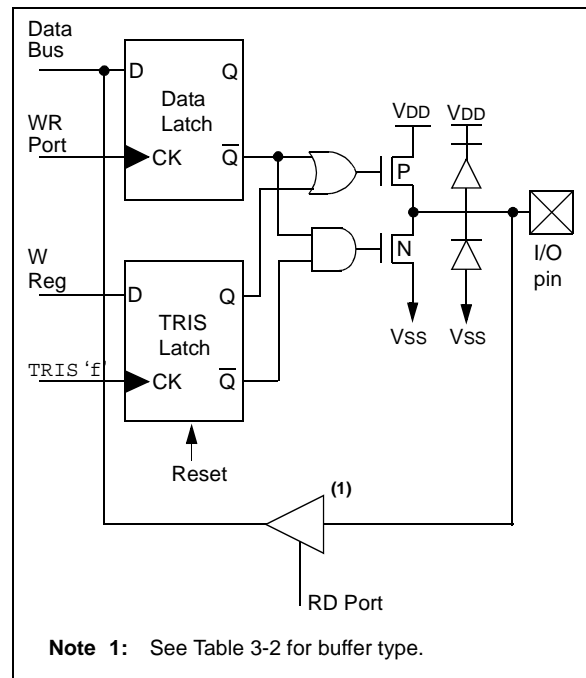 Data
Bus
D
Q
Data
Latch
WR
Port
CK
Q
VDD
VDD
P
N
I/O
pin
W
Reg
D
Q
TRIS
Latch
VSS
VSS
TRIS ‘f’
CK
Q
Reset
(1)
RD Port
Note 1: See Table 3-2 for buffer type.